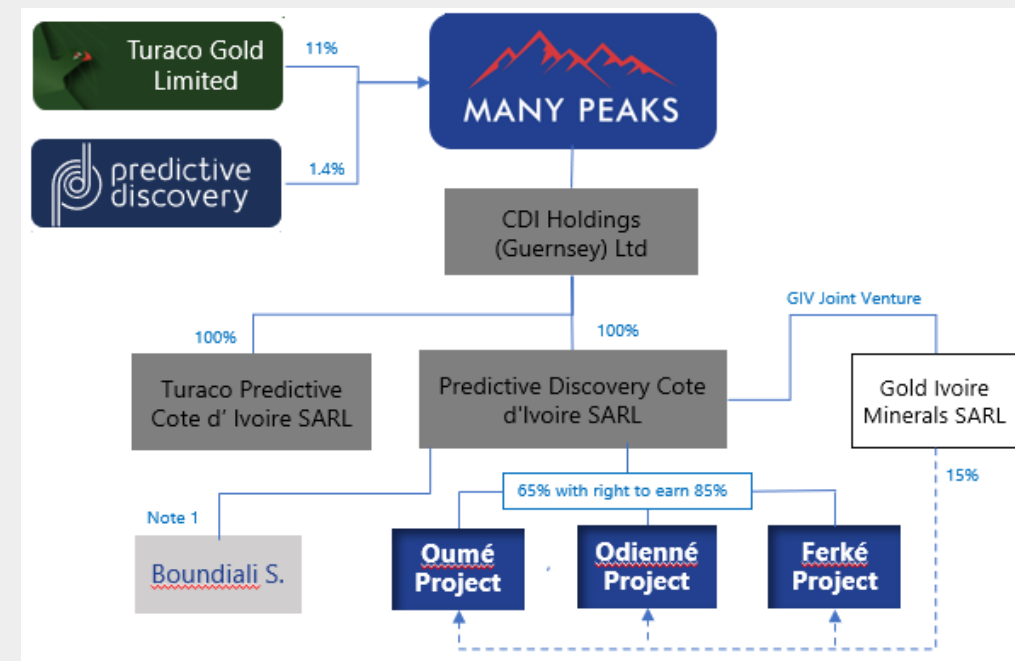 Turaco Gold
Limited
11%
MANY PEAKS
predictive
discovery
1.4%
CDI Holdings
(Guernsey) Ltd
GIV Joint Venture
100%
100%
Turaco Predictive
Cote d' Ivoire SARL
Predictive Discovery Cote
d'Ivoire SARL
Gold Ivoire
Minerals SARL
15%
65% with right to earn 85%
Note 1
Boundiali S.
Oumé
Project
Odienné
Project
Ferké
Project